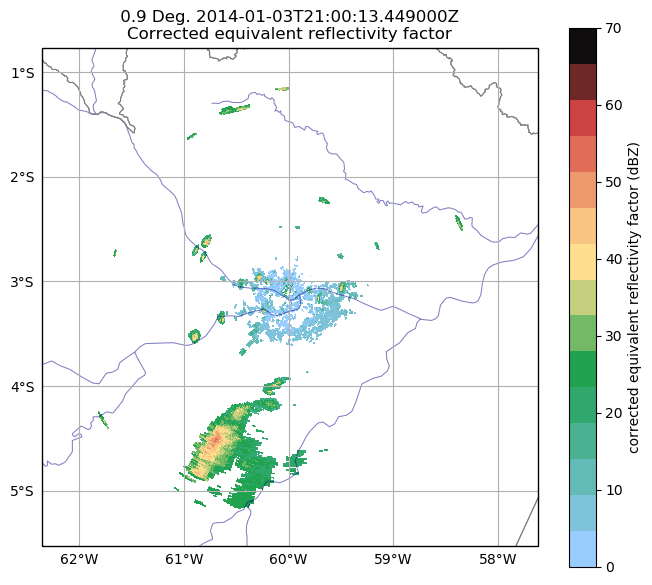 0.9 Deg. 2014-01-03T21:00:13.449000Z
Corrected equivalent reflectivity factor
1°S
2°S
3°S
4°S
5°S
62°W
61°W
60°W
59°W
58°W
70
60
50
40
30
20
10
0
corrected equivalent reflectivity factor (dBZ)